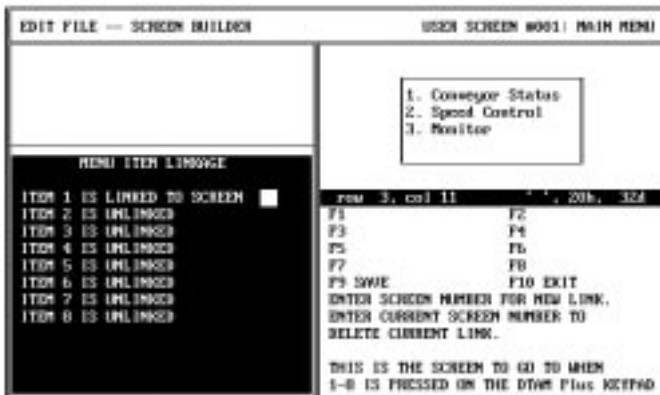 EDIT FILE — SCREEN BUILDER
USER SCREEN #001: MAIN MENU
1. Conveyor Status
2. Speed Control
3. Monitor
MENU ITEM LINKAGE
ITEM 1 IS LINKED TO SCREEN
ITEM 2 IS UNLINKED
ITEM 3 IS UNLINKED
ITEM 4 IS UNLINKED
ITEM 5 IS UNLINKED
ITEM 6 IS UNLINKED
ITEM 7 IS UNLINKED
ITEM 8 IS UNLINKED
row 3, col 11 ' ', 20h, 32d
F1 F2
F3 F4
F5 F6
F7 F8
F9 SAVE F10 EXIT
ENTER SCREEN NUMBER FOR NEW LINK.
ENTER CURRENT SCREEN NUMBER TO
DELETE CURRENT LINK.
THIS IS THE SCREEN TO GO TO WHEN
1-8 IS PRESSED ON THE DTAM Plus KEYPAD